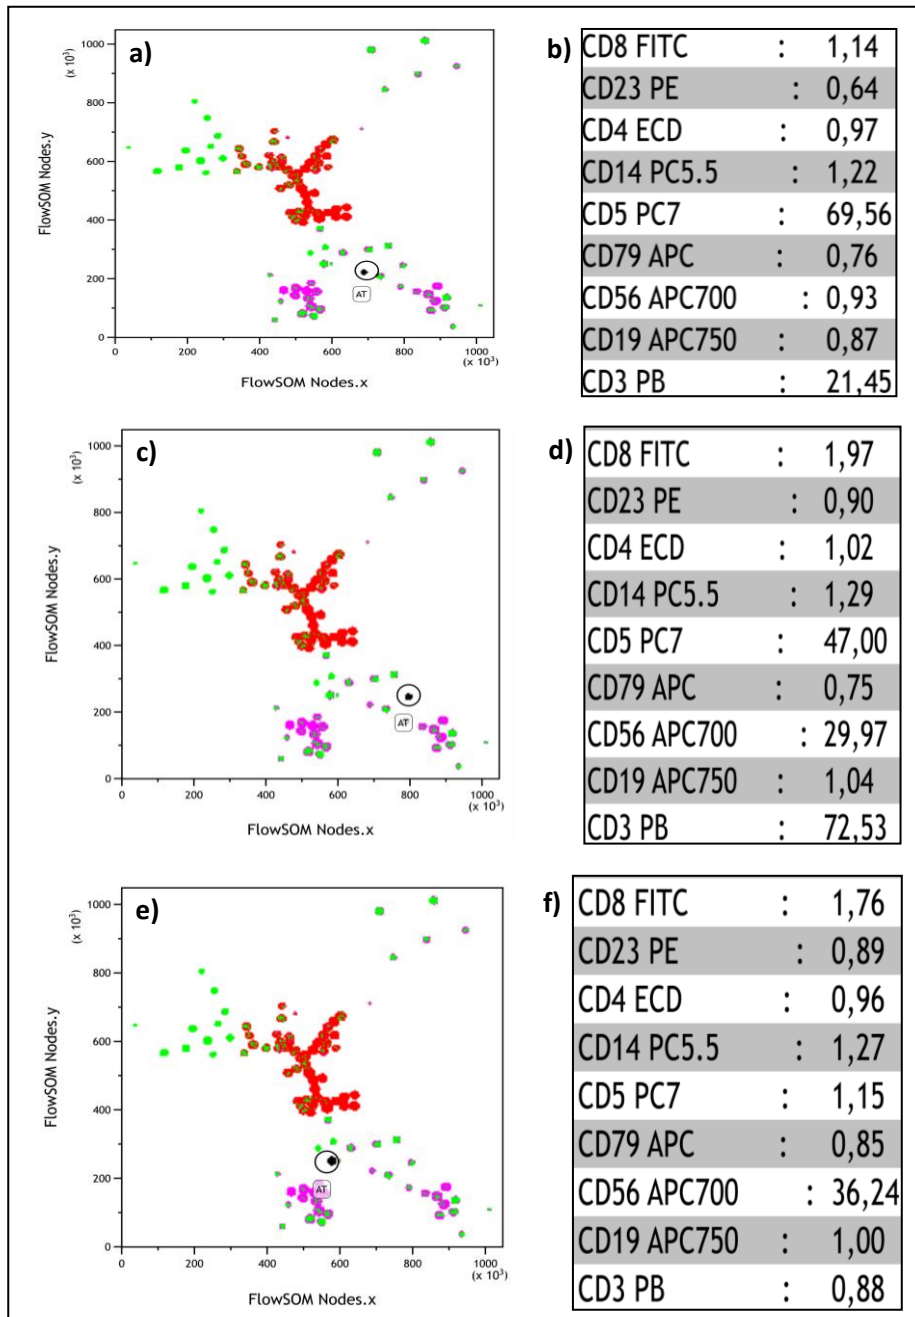 a)
(x 10³)
1000
800
600
400
200
0
FlowSOM Nodes.y
AT
0 200 400 600 800 1000
(x 10³)
FlowSOM Nodes.x
b)
CD8 FITC : 1,14
CD23 PE : 0,64
CD4 ECD : 0,97
CD14 PC5.5 : 1,22
CD5 PC7 : 69,56
CD79 APC : 0,76
CD56 APC700 : 0,93
CD19 APC750 : 0,87
CD3 PB : 21,45
c)
(x 10³)
1000
800
600
400
200
0
FlowSOM Nodes.y
AT
0 200 400 600 800 1000
(x 10³)
FlowSOM Nodes.x
d)
CD8 FITC : 1,97
CD23 PE : 0,90
CD4 ECD : 1,02
CD14 PC5.5 : 1,29
CD5 PC7 : 47,00
CD79 APC : 0,75
CD56 APC700 : 29,97
CD19 APC750 : 1,04
CD3 PB : 72,53
e)
(x 10³)
1000
800
600
400
200
0
FlowSOM Nodes.y
AT
0 200 400 600 800 1000
(x 10³)
FlowSOM Nodes.x
f)
CD8 FITC : 1,76
CD23 PE : 0,89
CD4 ECD : 0,96
CD14 PC5.5 : 1,27
CD5 PC7 : 1,15
CD79 APC : 0,85
CD56 APC700 : 36,24
CD19 APC750 : 1,00
CD3 PB : 0,88